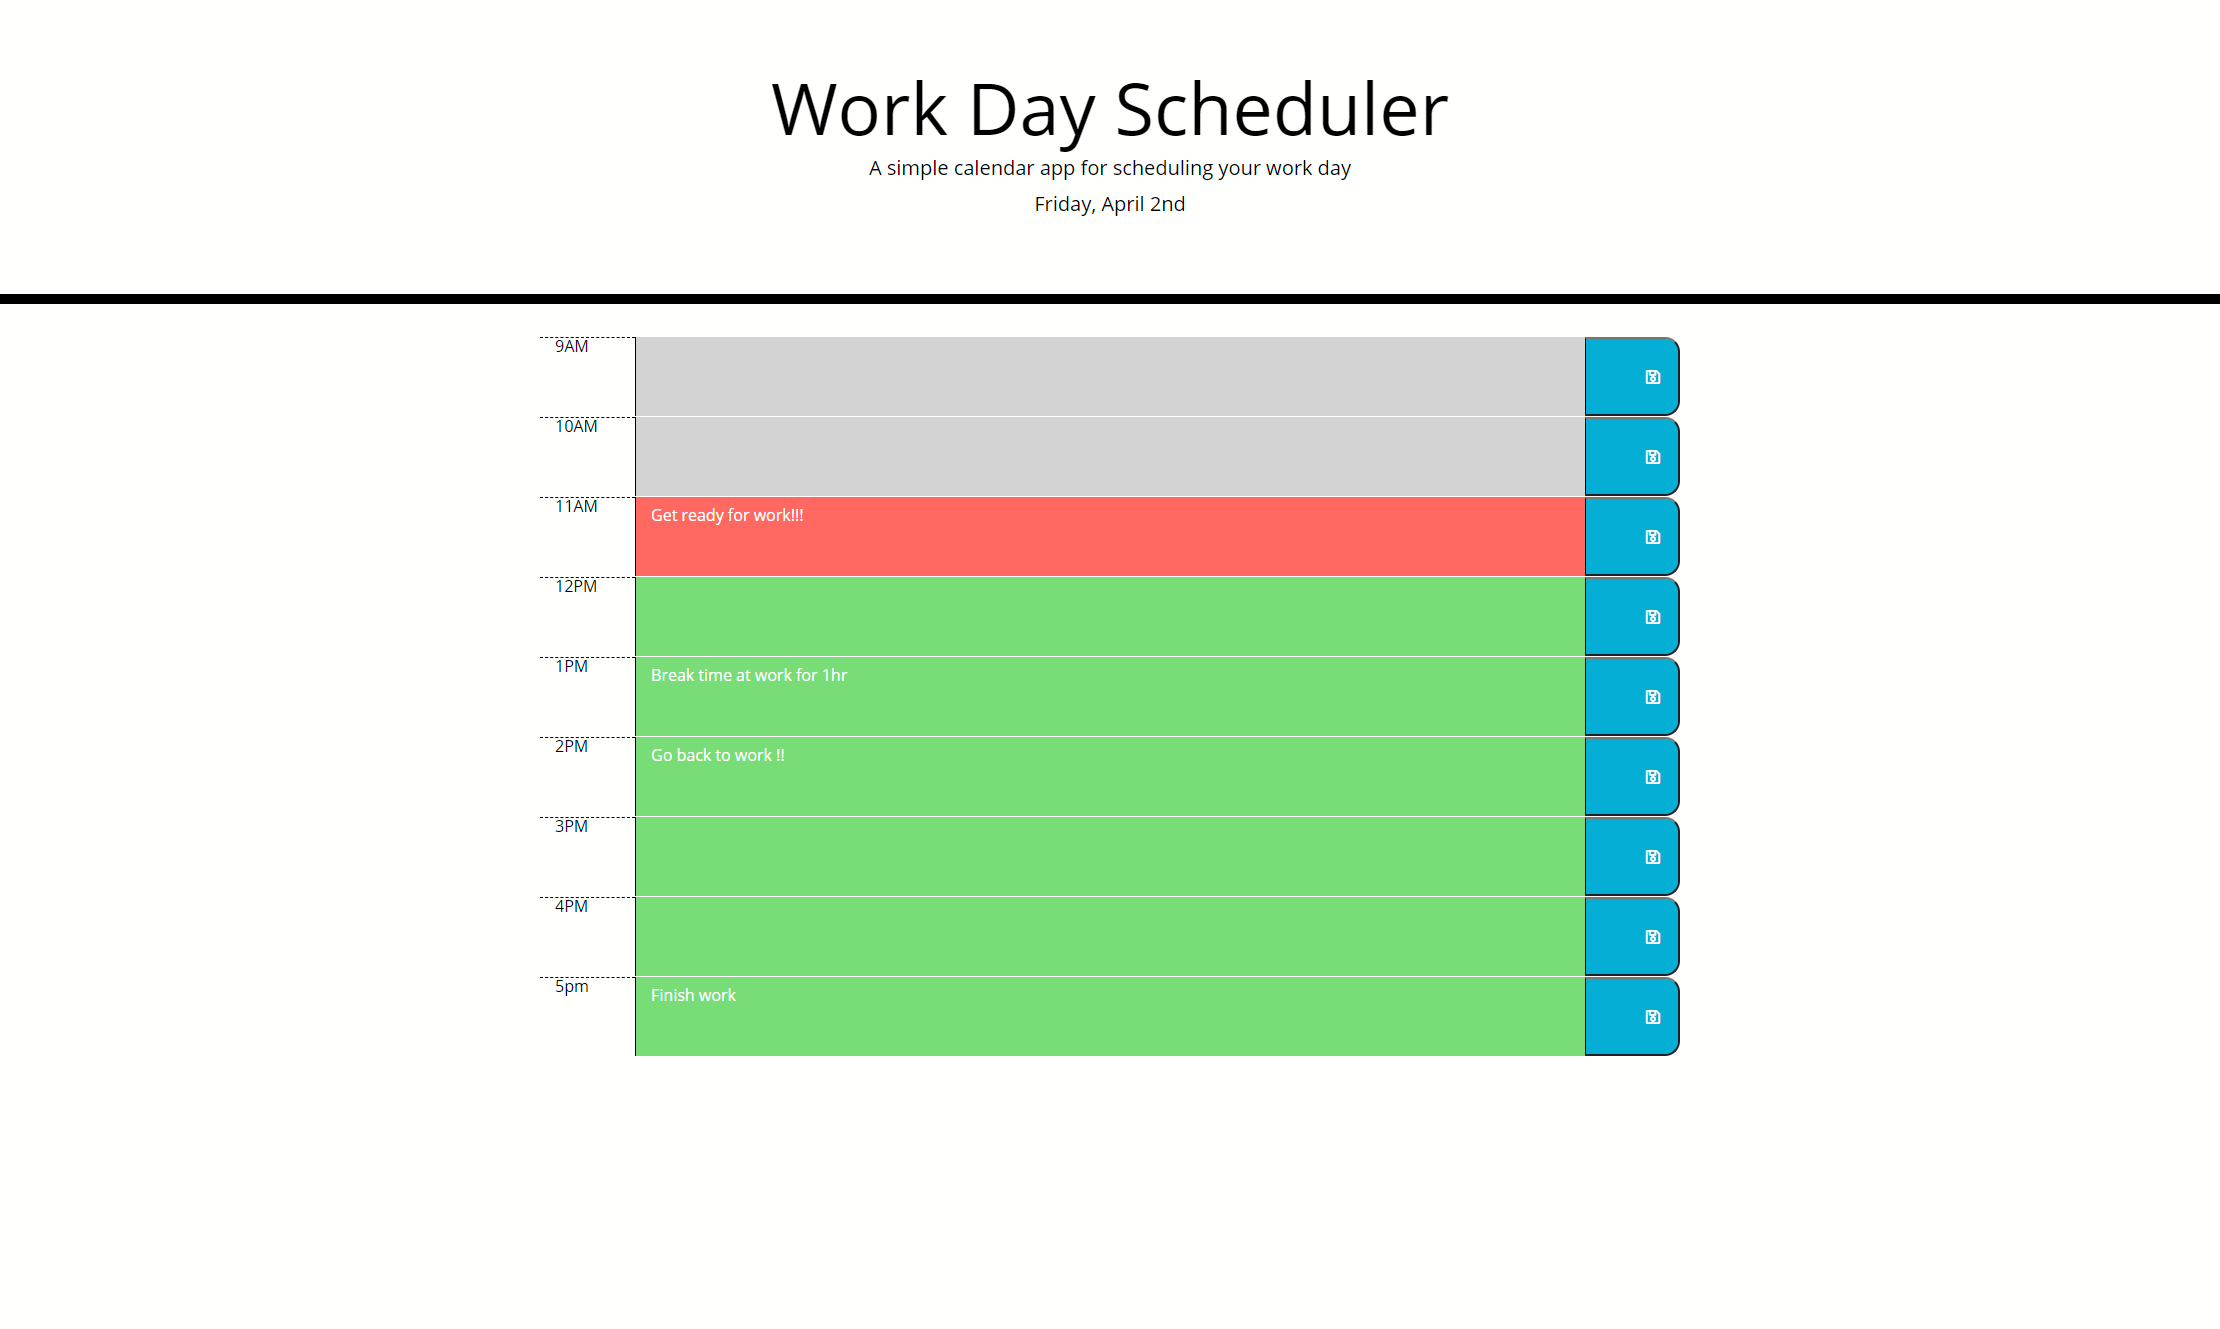 Work Day Scheduler
A simple calendar app for scheduling your work day
Friday, April 2nd
9AM
10AM
11AM
Get ready for work!!!
12PM
1PM
Break time at work for 1hr
2PM
Go back to work !!
3PM
4PM
5pm
Finish work